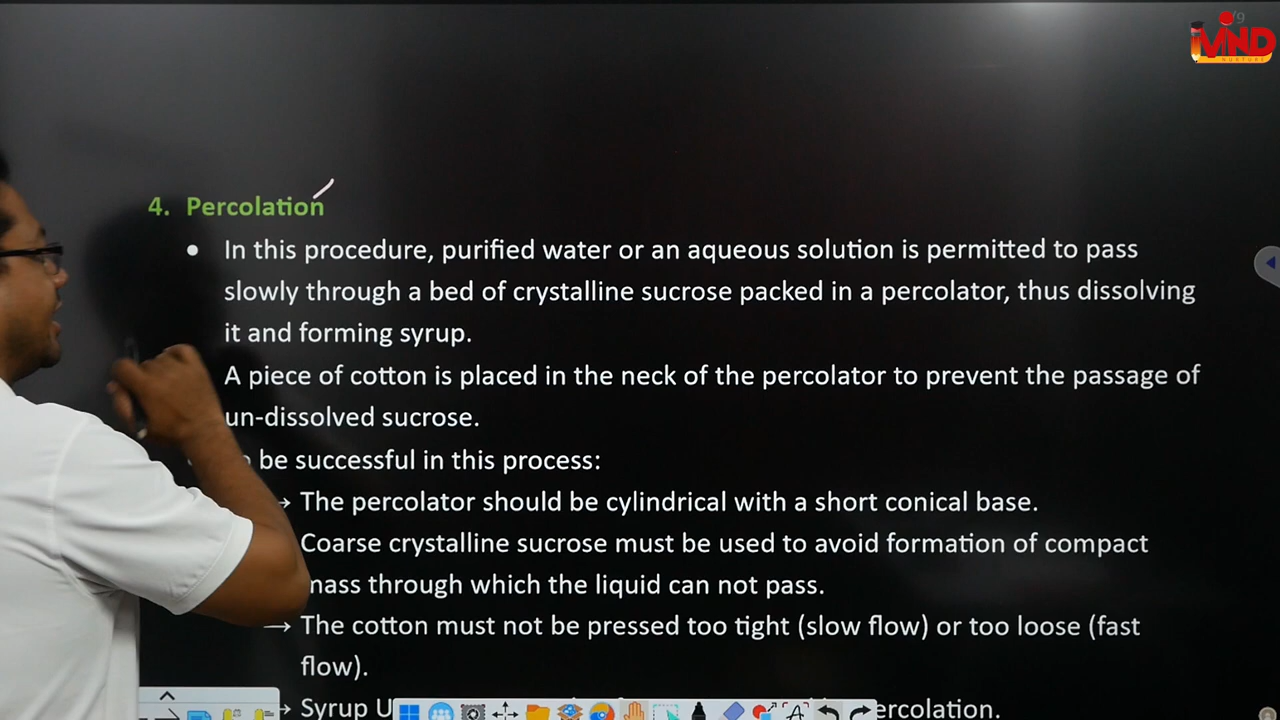 /9
iMIND
NURTURE
4. Percolation
• In this procedure, purified water or an aqueous solution is permitted to pass
slowly through a bed of crystalline sucrose packed in a percolator, thus dissolving
it and forming syrup.
A piece of cotton is placed in the neck of the percolator to prevent the passage of
un-dissolved sucrose.
be successful in this process:
→ The percolator should be cylindrical with a short conical base.
Coarse crystalline sucrose must be used to avoid formation of compact
mass through which the liquid can not pass.
→ The cotton must not be pressed too tight (slow flow) or too loose (fast
flow).
→ Syrup